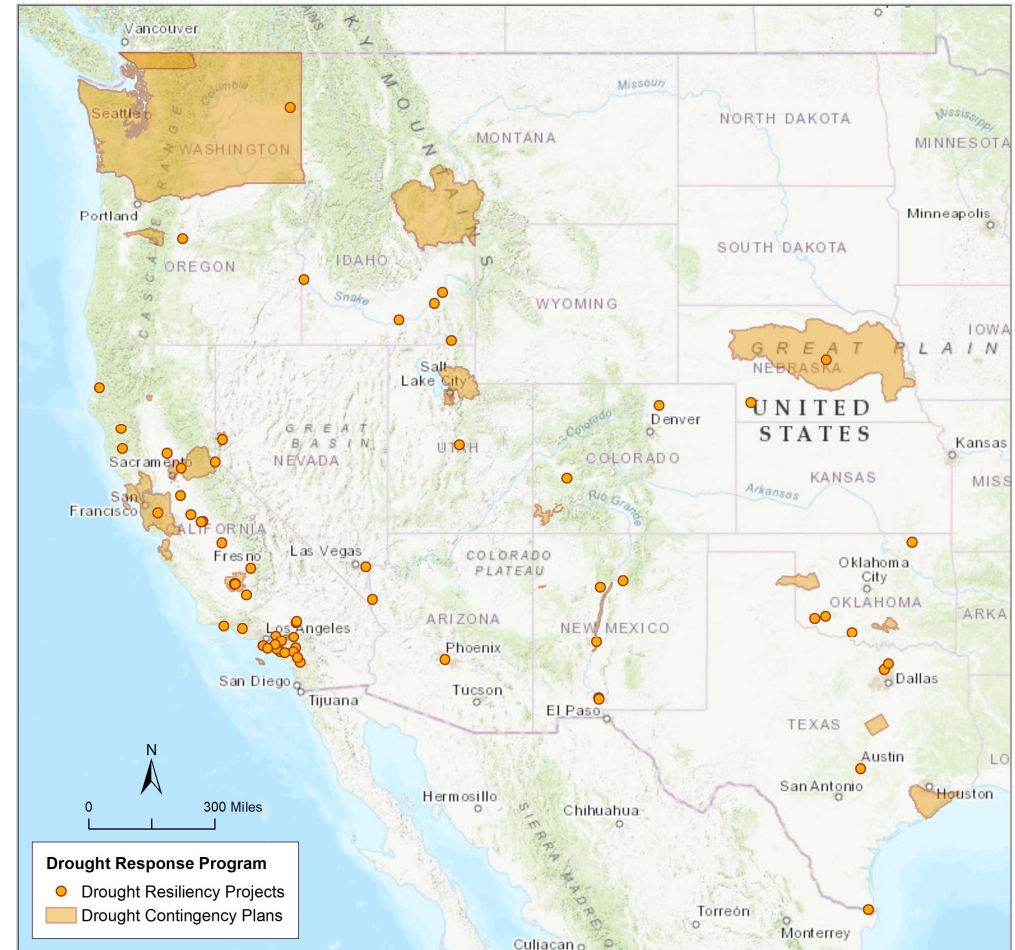 Vancouver
KY MOUNTAINS
Missouri
Columbia
NORTH DAKOTA
Mississippi
Seattle
MONTANA
MINNESOTA
WASHINGTON
CASCADE RANGE
Portland
Minneapolis
SOUTH DAKOTA
OREGON
IDAHO
Snake
WYOMING
IOWA
GREAT PLAIN
NEBRASKA
Salt
Lake City
UNITED
STATES
Denver
Colorado
GREAT
BASIN
NEVADA
UTAH
COLORADO
Kansas
KANSAS
MISS
Sacramento
San
Francisco
Rio Grande
Arkansas
CALIFORNIA
Fresno
Las Vegas
COLORADO
PLATEAU
Oklahoma
City
OKLAHOMA
ARKA
Los Angeles
ARIZONA
NEW MEXICO
Phoenix
San Diego
Tijuana
Tucson
El Paso
Dallas
TEXAS
Austin
LO
San Antonio
Houston
Hermosillo
Chihuahua
SIERRA MADRE
Torreón
Monterrey
Culiacan
N
0 300 Miles
Drought Response Program
Drought Resiliency Projects
Drought Contingency Plans